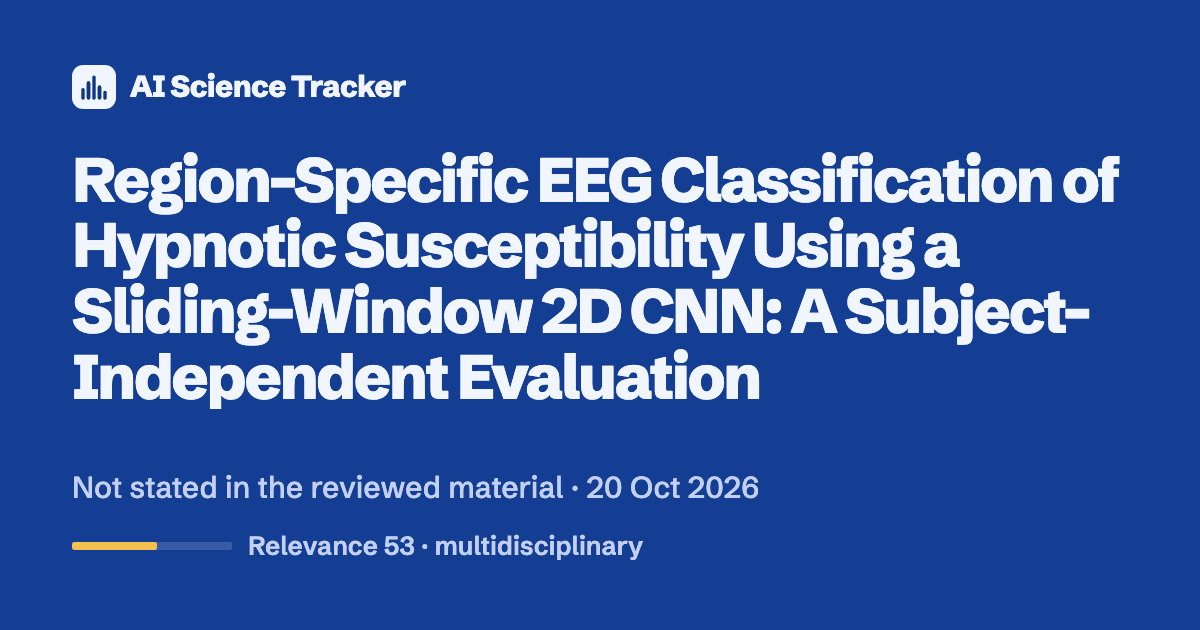 AI Science Tracker
Region-Specific EEG Classification of
Hypnotic Susceptibility Using a
Sliding-Window 2D CNN: A Subject-
Independent Evaluation
Not stated in the reviewed material · 20 Oct 2026
Relevance 53 · multidisciplinary